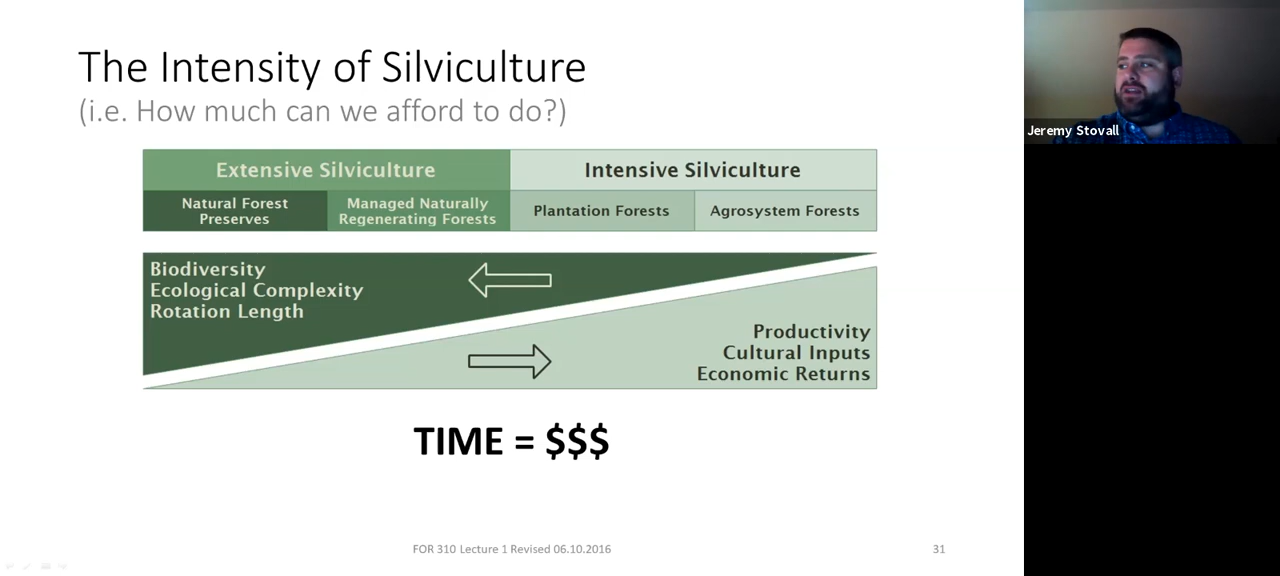 The Intensity of Silviculture
(i.e. How much can we afford to do?)
Extensive Silviculture
Intensive Silviculture
Natural Forest
Preserves
Managed Naturally
Regenerating Forests
Plantation Forests
Agrosystem Forests
Biodiversity
Ecological Complexity
Rotation Length
Productivity
Cultural Inputs
Economic Returns
TIME = $$$
FOR 310 Lecture 1 Revised 06.10.2016
31
Jeremy Stovall